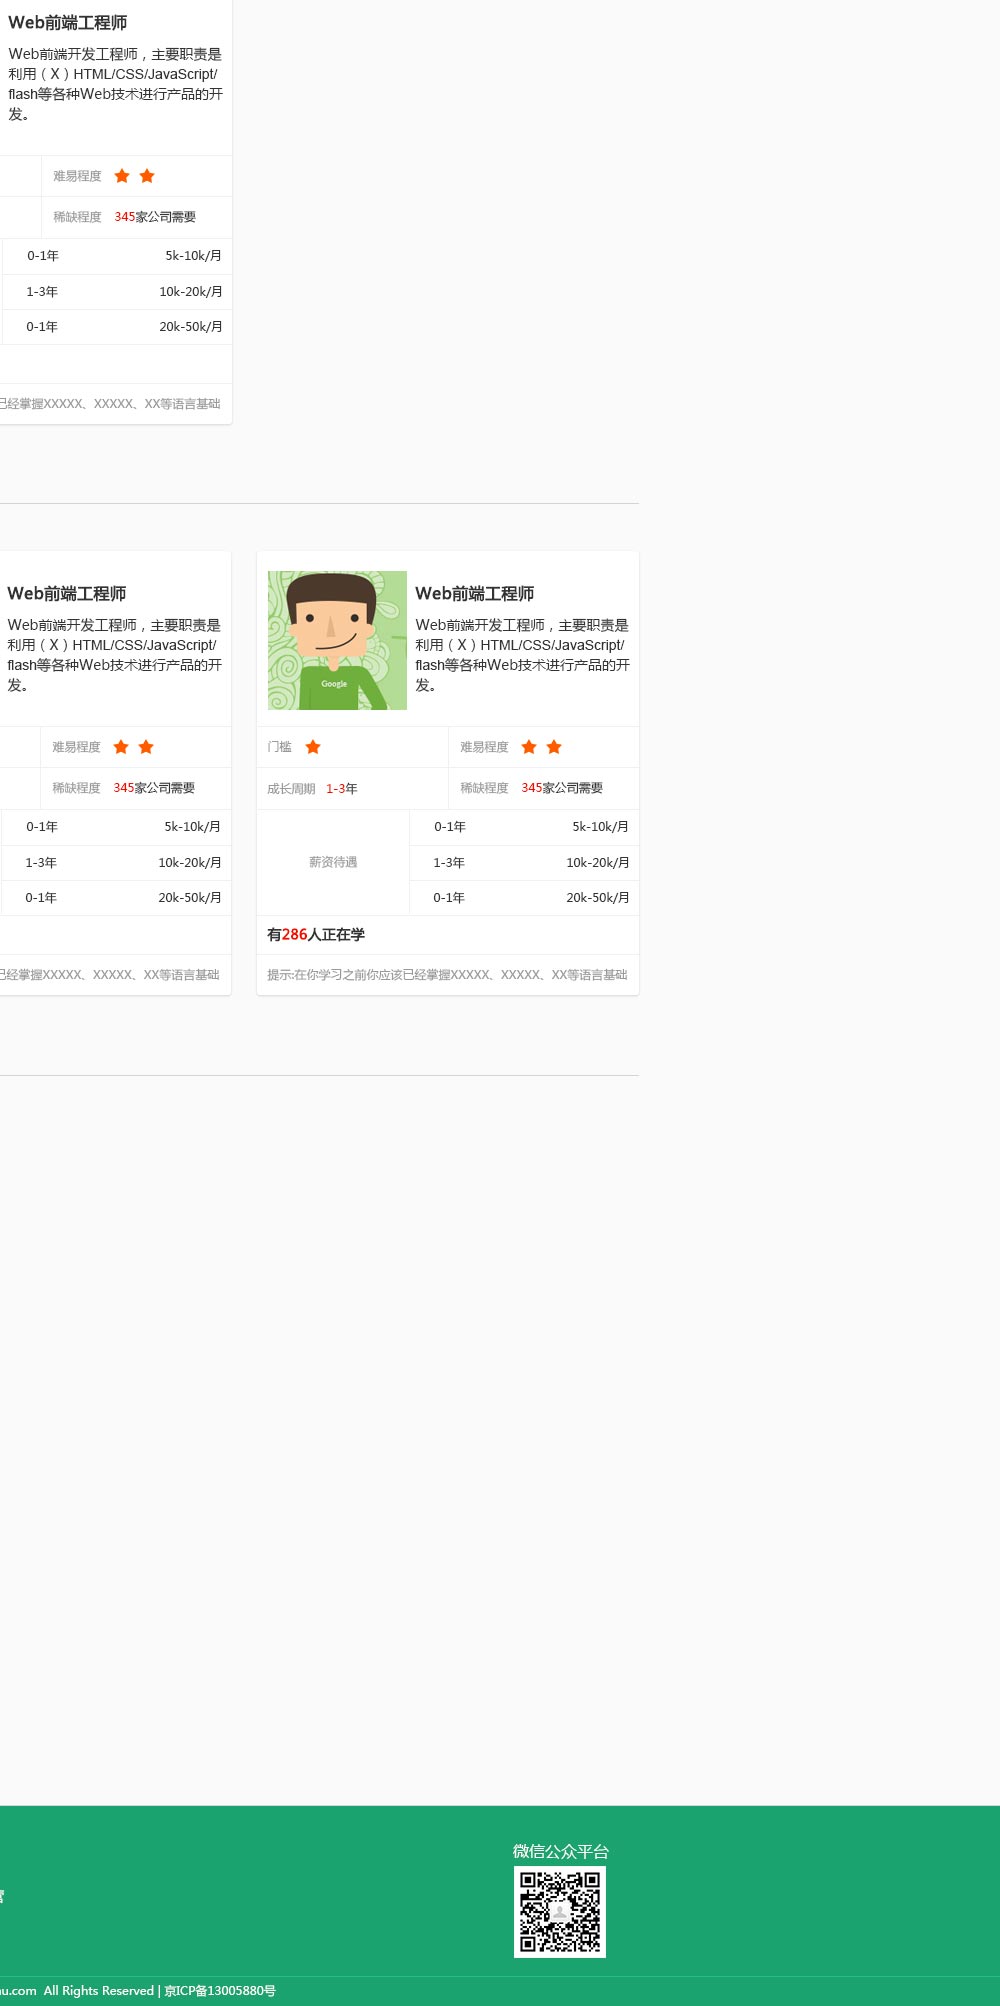 Web前端工程师
Web前端开发工程师，主要职责是
利用（X）HTML/CSS/JavaScript/
flash等各种Web技术进行产品的开
发。
难易程度
稀缺程度 345家公司需要
0-1年 5k-10k/月
1-3年 10k-20k/月
0-1年 20k-50k/月
已经掌握XXXXX、XXXXX、XX等语言基础
Web前端工程师
Web前端开发工程师，主要职责是
利用（X）HTML/CSS/JavaScript/
flash等各种Web技术进行产品的开
发。
难易程度
稀缺程度 345家公司需要
0-1年 5k-10k/月
1-3年 10k-20k/月
0-1年 20k-50k/月
已经掌握XXXXX、XXXXX、XX等语言基础
Google
Web前端工程师
Web前端开发工程师，主要职责是
利用（X）HTML/CSS/JavaScript/
flash等各种Web技术进行产品的开
发。
门槛 难易程度
成长周期 1-3年 稀缺程度 345家公司需要
薪资待遇
0-1年 5k-10k/月
1-3年 10k-20k/月
0-1年 20k-50k/月
有286人正在学
提示:在你学习之前你应该已经掌握XXXXX、XXXXX、XX等语言基础
微信公众平台
u.com All Rights Reserved | 京ICP备13005880号